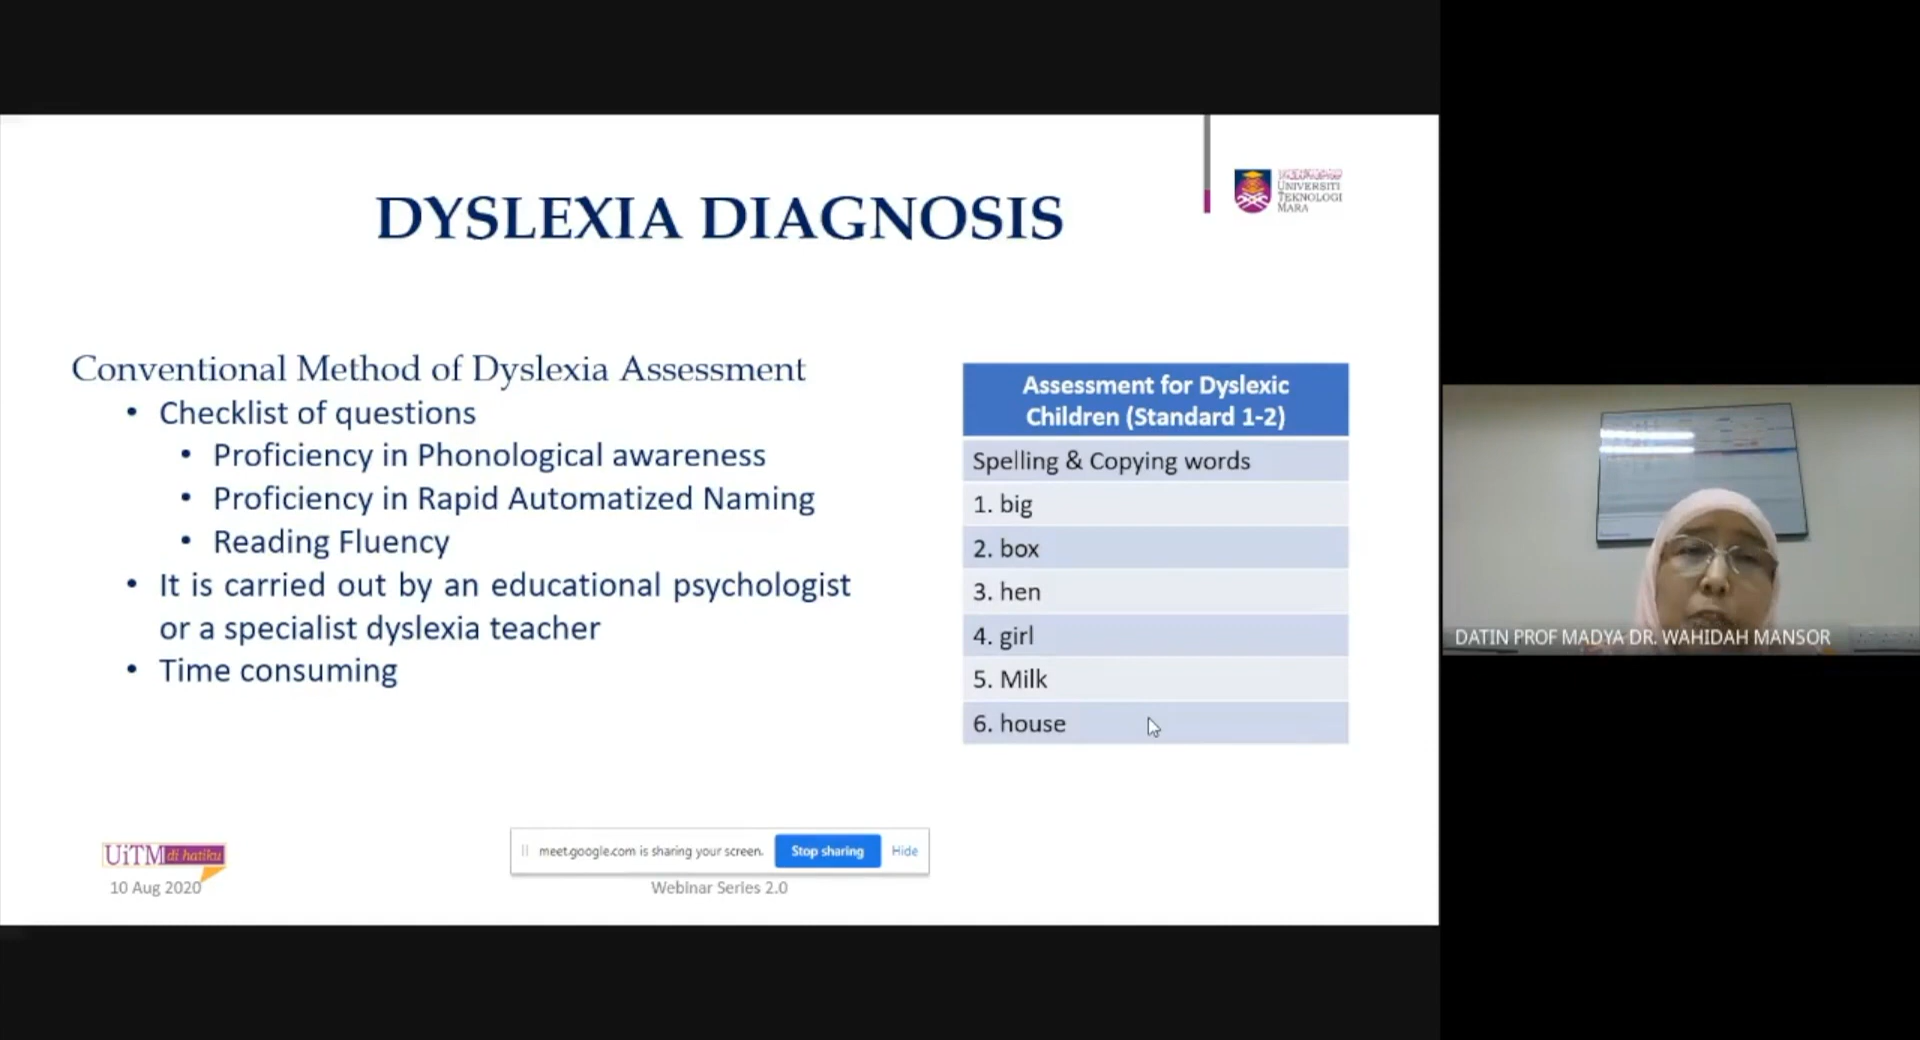 DYSLEXIA DIAGNOSIS
UNIVERSITI
TEKNOLOGI
MARA
Conventional Method of Dyslexia Assessment
• Checklist of questions
• Proficiency in Phonological awareness
• Proficiency in Rapid Automatized Naming
• Reading Fluency
• It is carried out by an educational psychologist
or a specialist dyslexia teacher
• Time consuming
Assessment for Dyslexic
Children (Standard 1-2)
Spelling & Copying words
1. big
2. box
3. hen
4. girl
5. Milk
6. house
DATIN PROF MADYA DR. WAHIDAH MANSOR
UiTM di hatiku
10 Aug 2020
meet.google.com is sharing your screen.
Stop sharing
Hide
Webinar Series 2.0